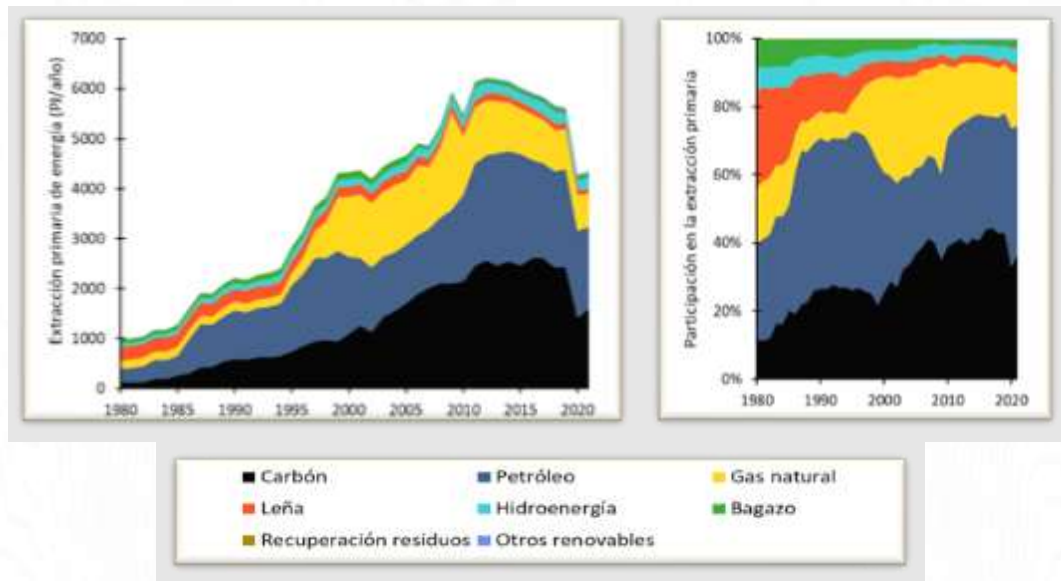 Extracción primaria de energía (PJ/año)
7000
6000
5000
4000
3000
2000
1000
0
1980 1985 1990 1995 2000 2005 2010 2015 2020
Participación en la extracción primaria
100%
80%
60%
40%
20%
0%
1980 1990 2000 2010 2020
Carbón Petróleo Gas natural
Leña Hidroenergía Bagazo
Recuperación residuos Otros renovables